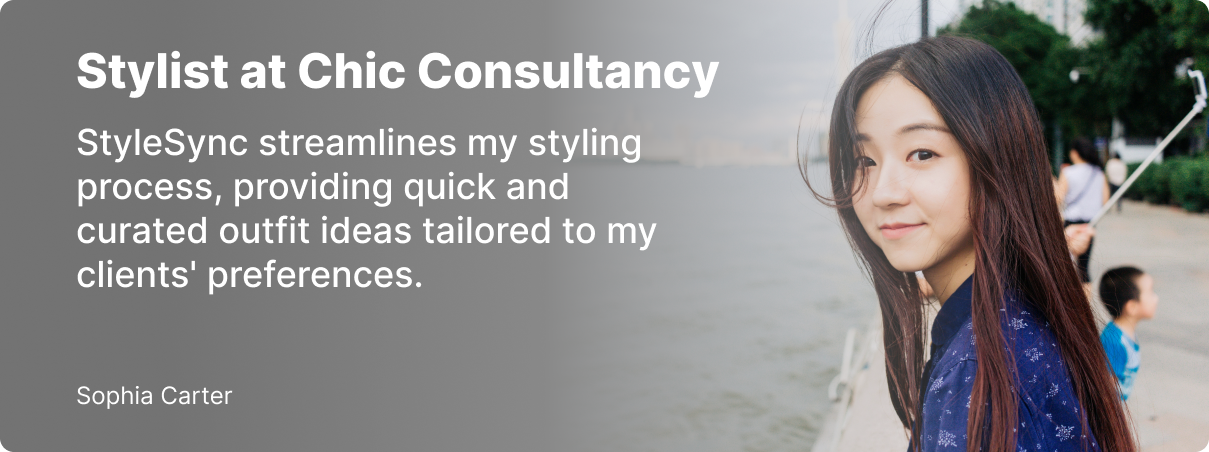 Stylist at Chic Consultancy
StyleSync streamlines my styling
process, providing quick and
curated outfit ideas tailored to my
clients' preferences.
Sophia Carter